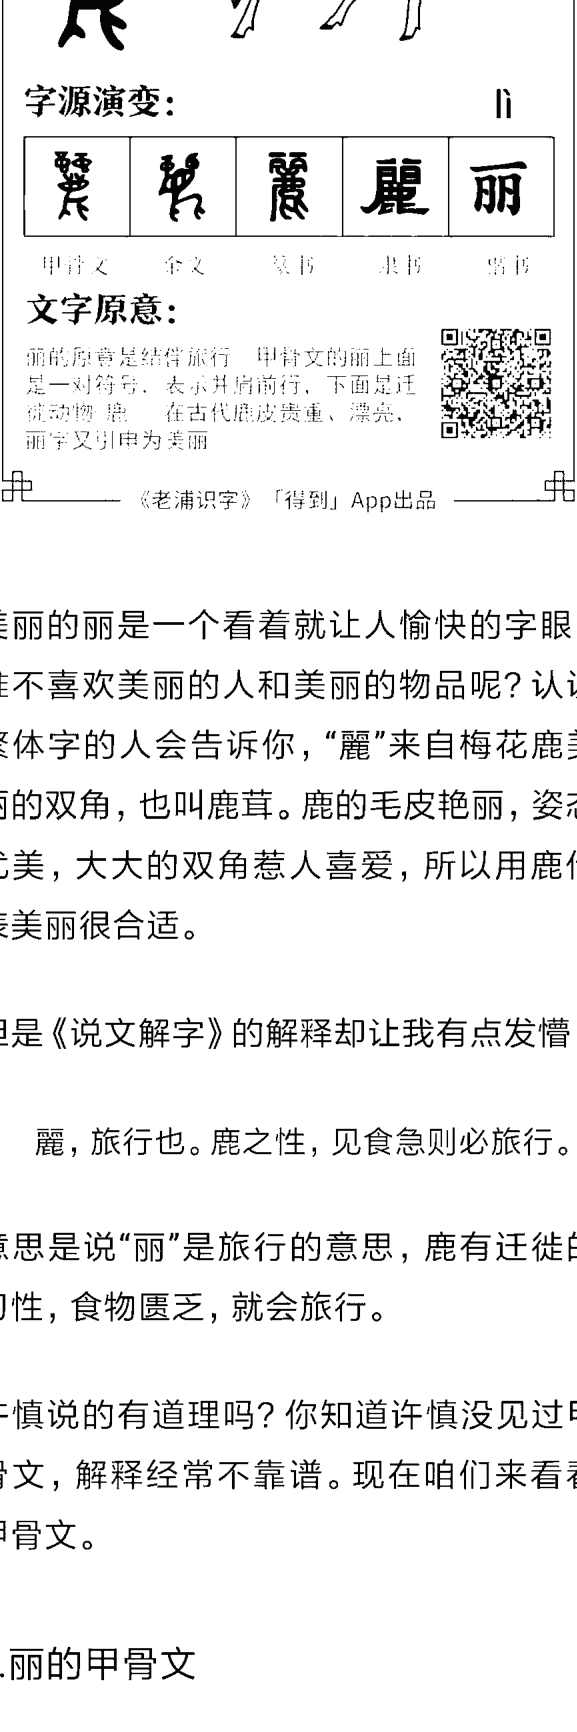 字源演变：
lì
麗 麗 丽
甲骨文 金文 篆书 隶书 楷书
文字原意：
丽的原意是结伴旅行 甲骨文的丽上面
是一对符号，表示并肩前行，下面是迁
徙动物 鹿 在古代鹿皮贵重、漂亮，
丽字又引申为美丽
《老浦识字》「得到」App出品
美丽的丽是一个看着就让人愉快的字眼
谁不喜欢美丽的人和美丽的物品呢？认识
繁体字的人会告诉你，“麗”来自梅花鹿美
丽的双角，也叫鹿茸。鹿的毛皮艳丽，姿态
优美，大大的双角惹人喜爱，所以用鹿代
表美丽很合适。
但是《说文解字》的解释却让我有点发懵
麗，旅行也。鹿之性，见食急则必旅行。
意思是说“丽”是旅行的意思，鹿有迁徙的
习性，食物匮乏，就会旅行。
许慎说的有道理吗？你知道许慎没见过甲
骨文，解释经常不靠谱。现在咱们来看看
甲骨文。
.丽的甲骨文